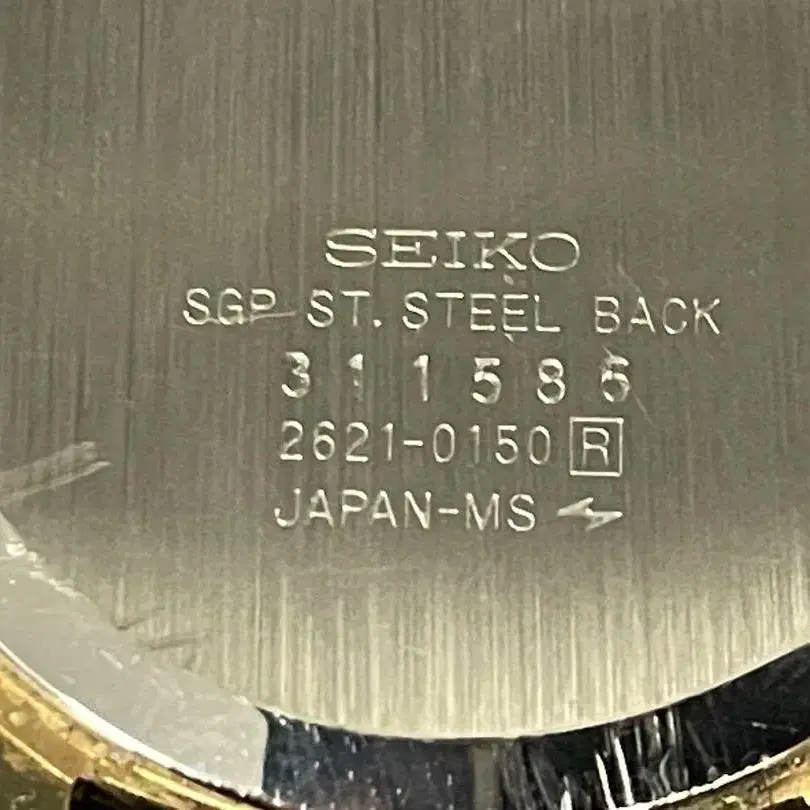 SEIKO
SGP ST. STEEL BACK
311586
2621-0150 R
JAPAN-MS